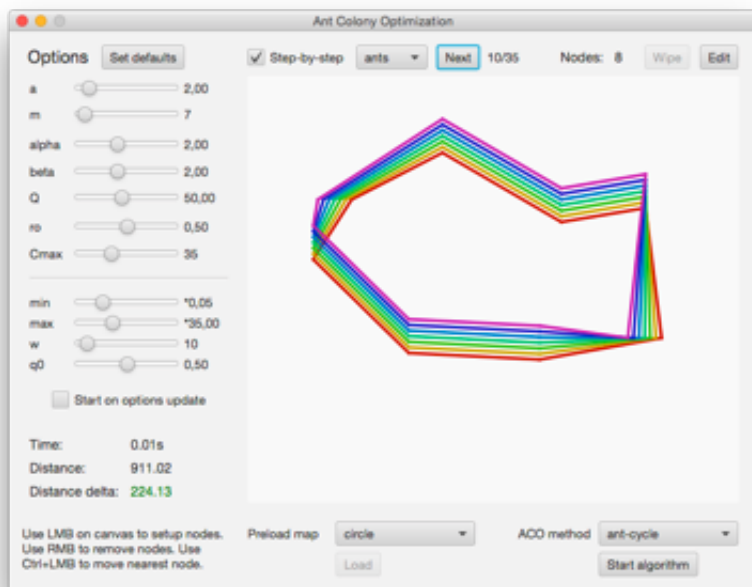 Ant Colony Optimization
Options Set defaults Step-by-step ants Next 10/35 Nodes: 8 Wipe Edit
a 2,00
m 7
alpha 2,00
beta 2,00
Q 50,00
ro 0,50
Cmax 35
min *0,05
max *35,00
w 10
q0 0,50
Start on options update
Time: 0.01s
Distance: 911.02
Distance delta: 224.13
Use LMB on canvas to setup nodes.
Use RMB to remove nodes. Use
Ctrl+LMB to move nearest node.
Preload map circle ACO method ant-cycle
Load Start algorithm